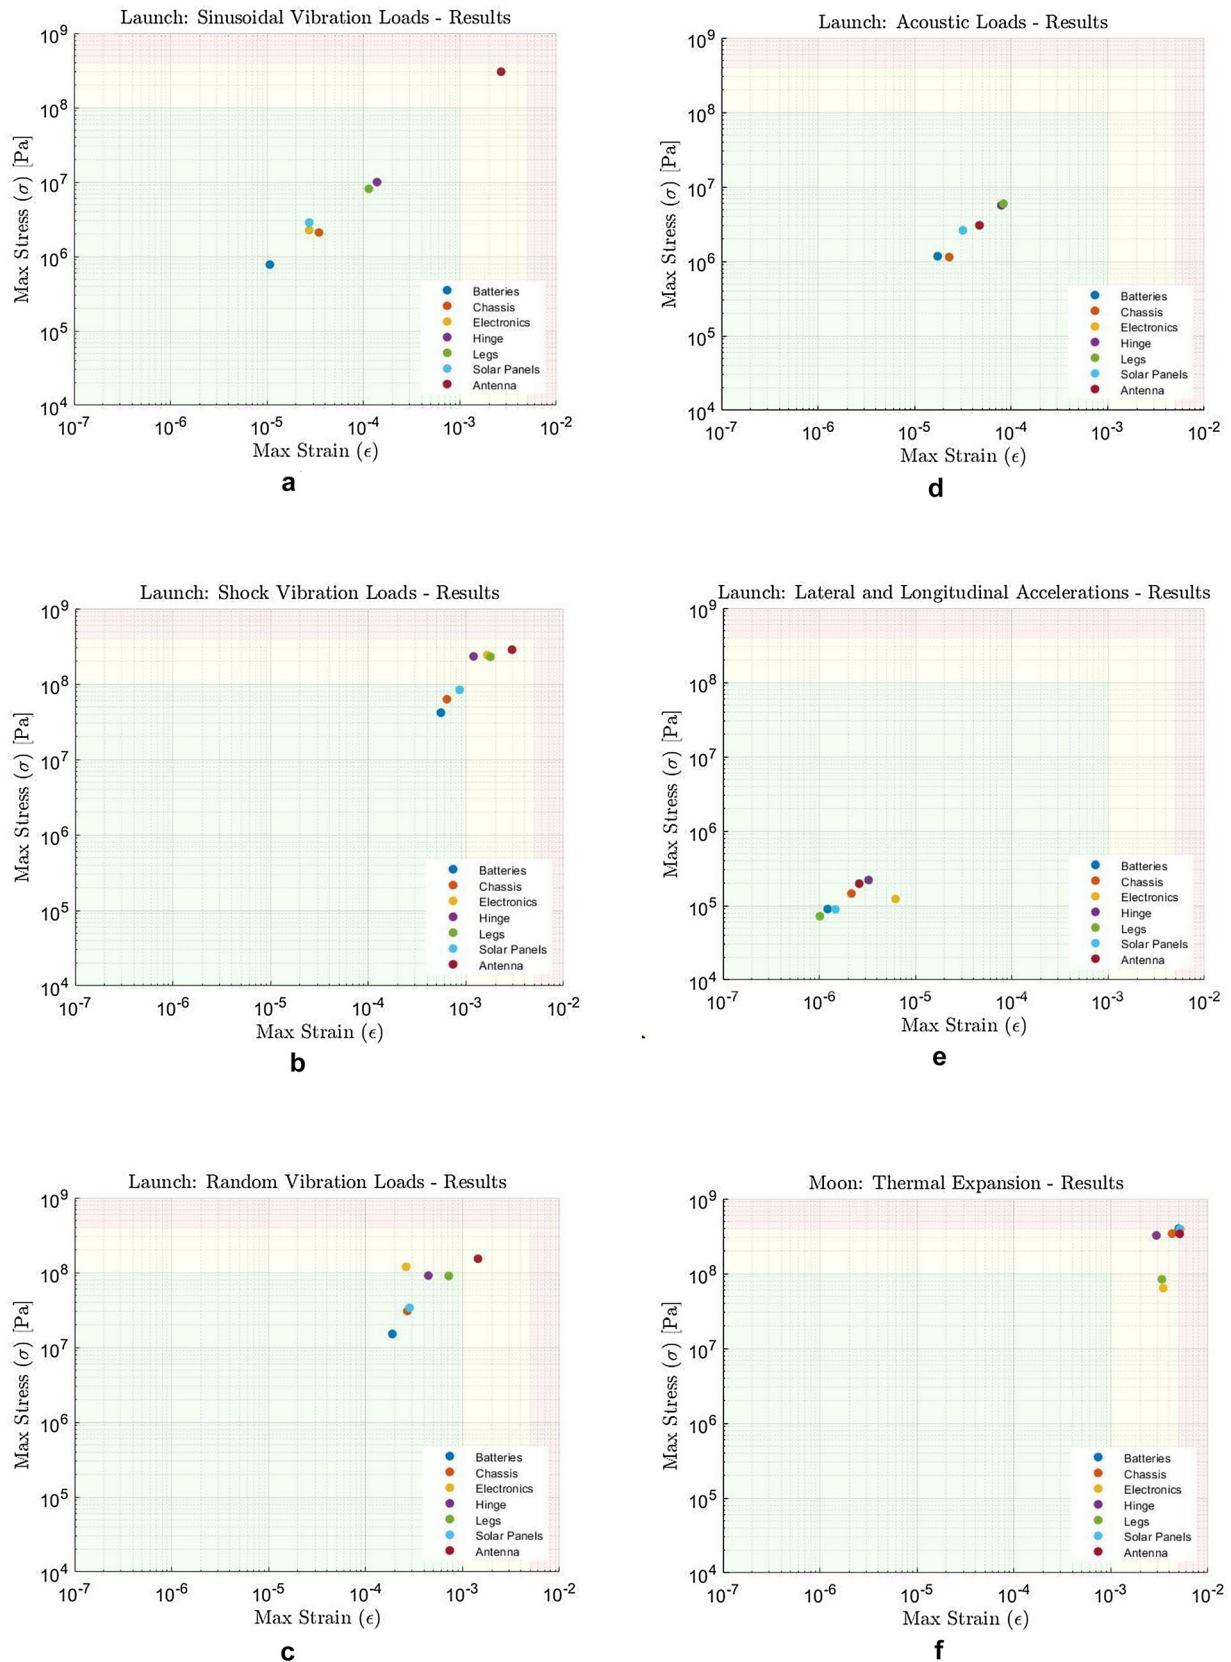 Launch: Sinusoidal Vibration Loads - Results
10^9
10^8
10^7
10^6
10^5
10^4
Max Stress (σ) [Pa]
Batteries
Chassis
Electronics
Hinge
Legs
Solar Panels
Antenna
10^-7 10^-6 10^-5 10^-4 10^-3 10^-2
Max Strain (ϵ)
a
Launch: Acoustic Loads - Results
10^9
10^8
10^7
10^6
10^5
10^4
Max Stress (σ) [Pa]
Batteries
Chassis
Electronics
Hinge
Legs
Solar Panels
Antenna
10^-7 10^-6 10^-5 10^-4 10^-3 10^-2
Max Strain (ϵ)
d
Launch: Shock Vibration Loads - Results
10^9
10^8
10^7
10^6
10^5
10^4
Max Stress (σ) [Pa]
Batteries
Chassis
Electronics
Hinge
Legs
Solar Panels
Antenna
10^-7 10^-6 10^-5 10^-4 10^-3 10^-2
Max Strain (ϵ)
b
Launch: Lateral and Longitudinal Accelerations - Results
10^9
10^8
10^7
10^6
10^5
10^4
Max Stress (σ) [Pa]
Batteries
Chassis
Electronics
Hinge
Legs
Solar Panels
Antenna
10^-7 10^-6 10^-5 10^-4 10^-3 10^-2
Max Strain (ϵ)
e
Launch: Random Vibration Loads - Results
10^9
10^8
10^7
10^6
10^5
10^4
Max Stress (σ) [Pa]
Batteries
Chassis
Electronics
Hinge
Legs
Solar Panels
Antenna
10^-7 10^-6 10^-5 10^-4 10^-3 10^-2
Max Strain (ϵ)
c
Moon: Thermal Expansion - Results
10^9
10^8
10^7
10^6
10^5
10^4
Max Stress (σ) [Pa]
Batteries
Chassis
Electronics
Hinge
Legs
Solar Panels
Antenna
10^-7 10^-6 10^-5 10^-4 10^-3 10^-2
Max Strain (ϵ)
f